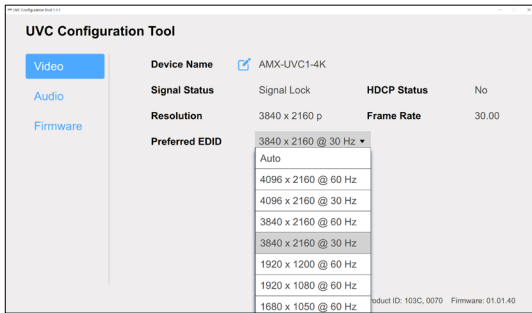 UVC Configuration Tool 1.1.1
UVC Configuration Tool
Video
Audio
Firmware
Device Name AMX-UVC1-4K
Signal Status Signal Lock HDCP Status No
Resolution 3840 x 2160 p Frame Rate 30.00
Preferred EDID 3840 x 2160 @ 30 Hz
Auto
4096 x 2160 @ 60 Hz
4096 x 2160 @ 30 Hz
3840 x 2160 @ 60 Hz
3840 x 2160 @ 30 Hz
1920 x 1200 @ 60 Hz
1920 x 1080 @ 60 Hz
1680 x 1050 @ 60 Hz
roduct ID: 103C, 0070 Firmware: 01.01.40